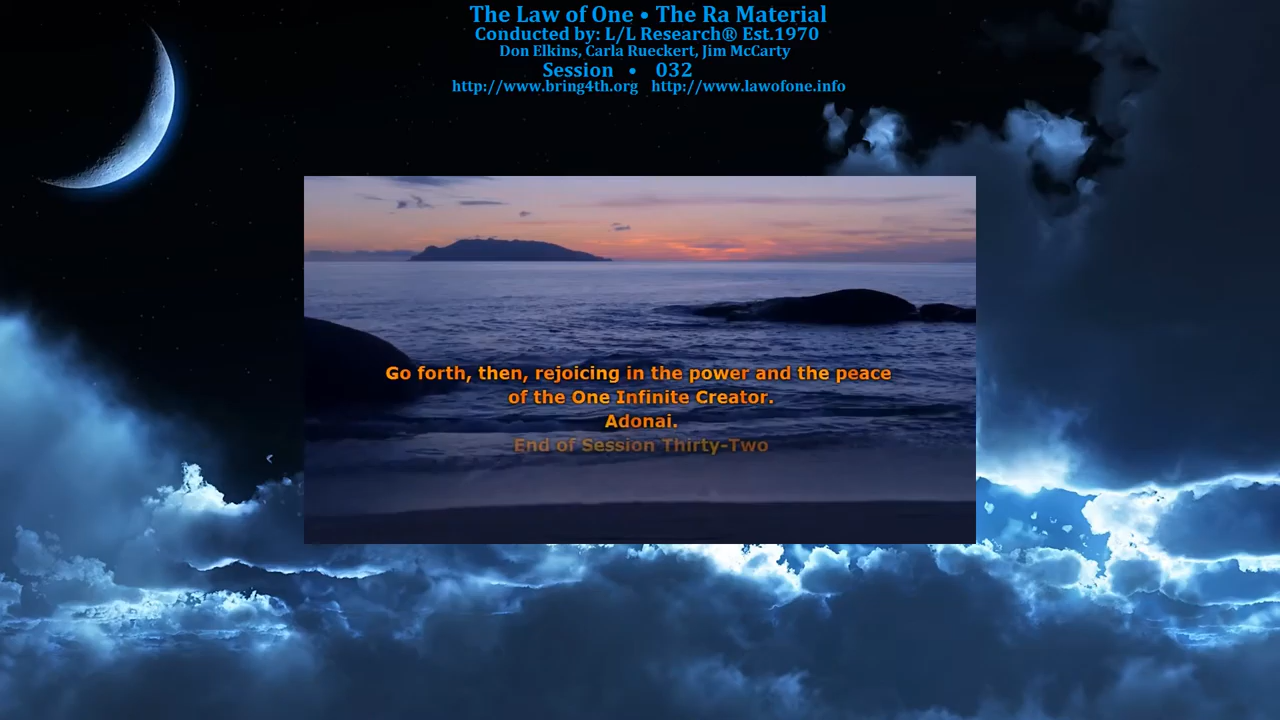 The Law of One • The Ra Material
Conducted by: L/L Research® Est.1970
Don Elkins, Carla Rueckert, Jim McCarty
Session • 032
http://www.bring4th.org http://www.lawofone.info
Go forth, then, rejoicing in the power and the peace
of the One Infinite Creator.
Adonai.
End of Session Thirty-Two